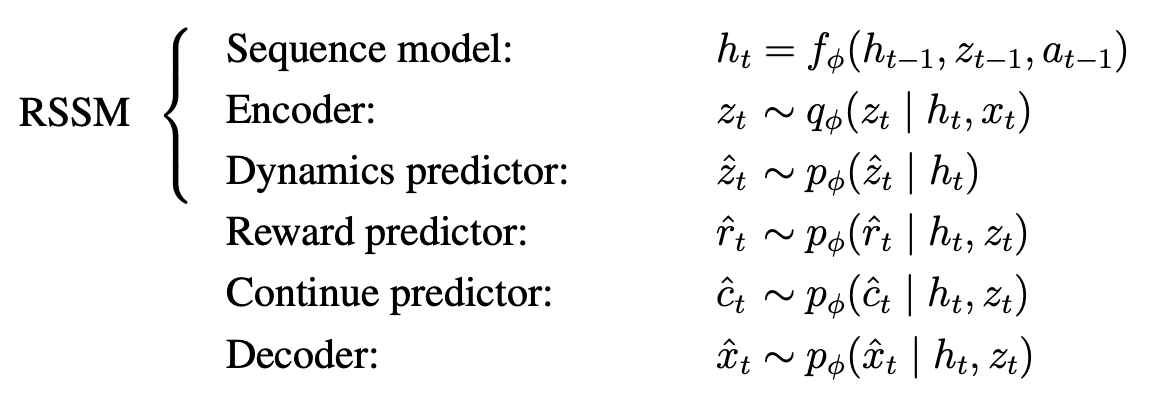 Sequence model: h_t = f_ϕ(h_{t−1}, z_{t−1}, a_{t−1})
RSSM { Encoder: z_t ∼ q_ϕ(z_t | h_t, x_t)
Dynamics predictor: ẑ_t ∼ p_ϕ(ẑ_t | h_t)
Reward predictor: r̂_t ∼ p_ϕ(r̂_t | h_t, z_t)
Continue predictor: ĉ_t ∼ p_ϕ(ĉ_t | h_t, z_t)
Decoder: x̂_t ∼ p_ϕ(x̂_t | h_t, z_t)